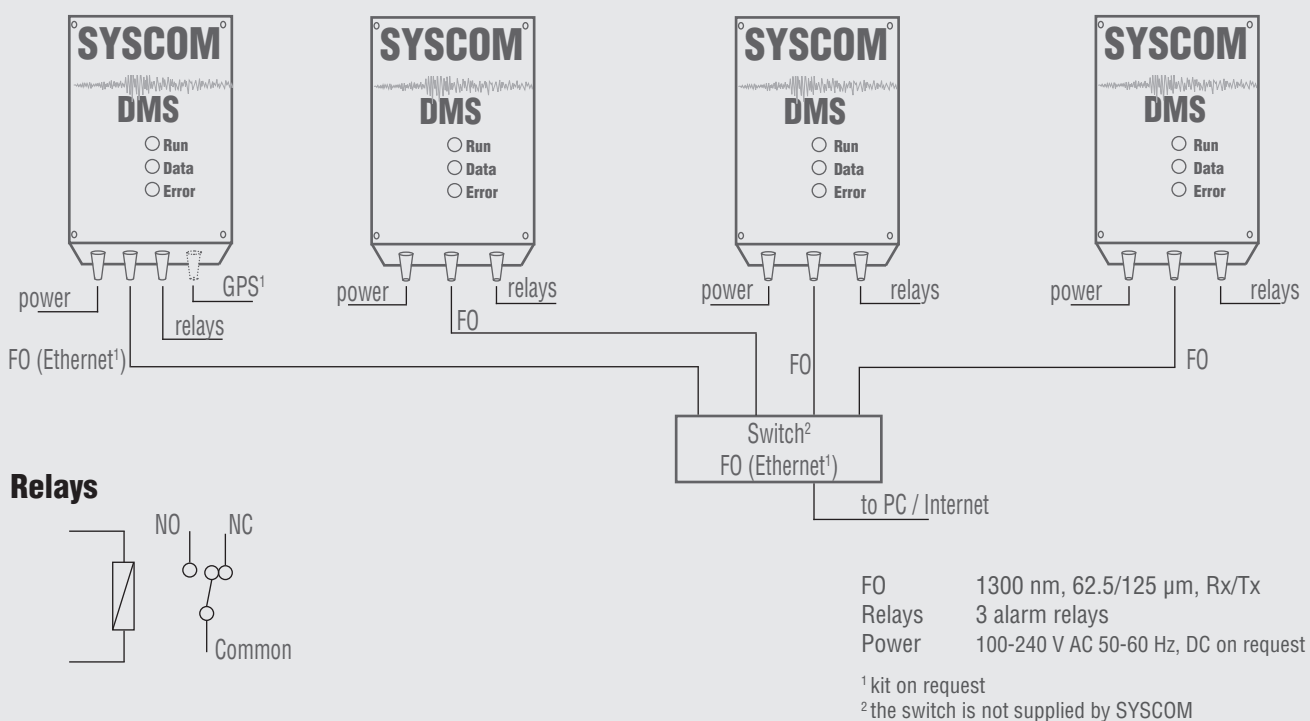 SYSCOM SYSCOM SYSCOM SYSCOM
DMS DMS DMS DMS
Run Run Run Run
Data Data Data Data
Error Error Error Error
power GPS¹ power relays power relays power relays
relays FO
FO (Ethernet¹) FO FO
Switch²
FO (Ethernet¹)
to PC / Internet
Relays
NO NC
Common
FO 1300 nm, 62.5/125 µm, Rx/Tx
Relays 3 alarm relays
Power 100-240 V AC 50-60 Hz, DC on request
¹ kit on request
² the switch is not supplied by SYSCOM